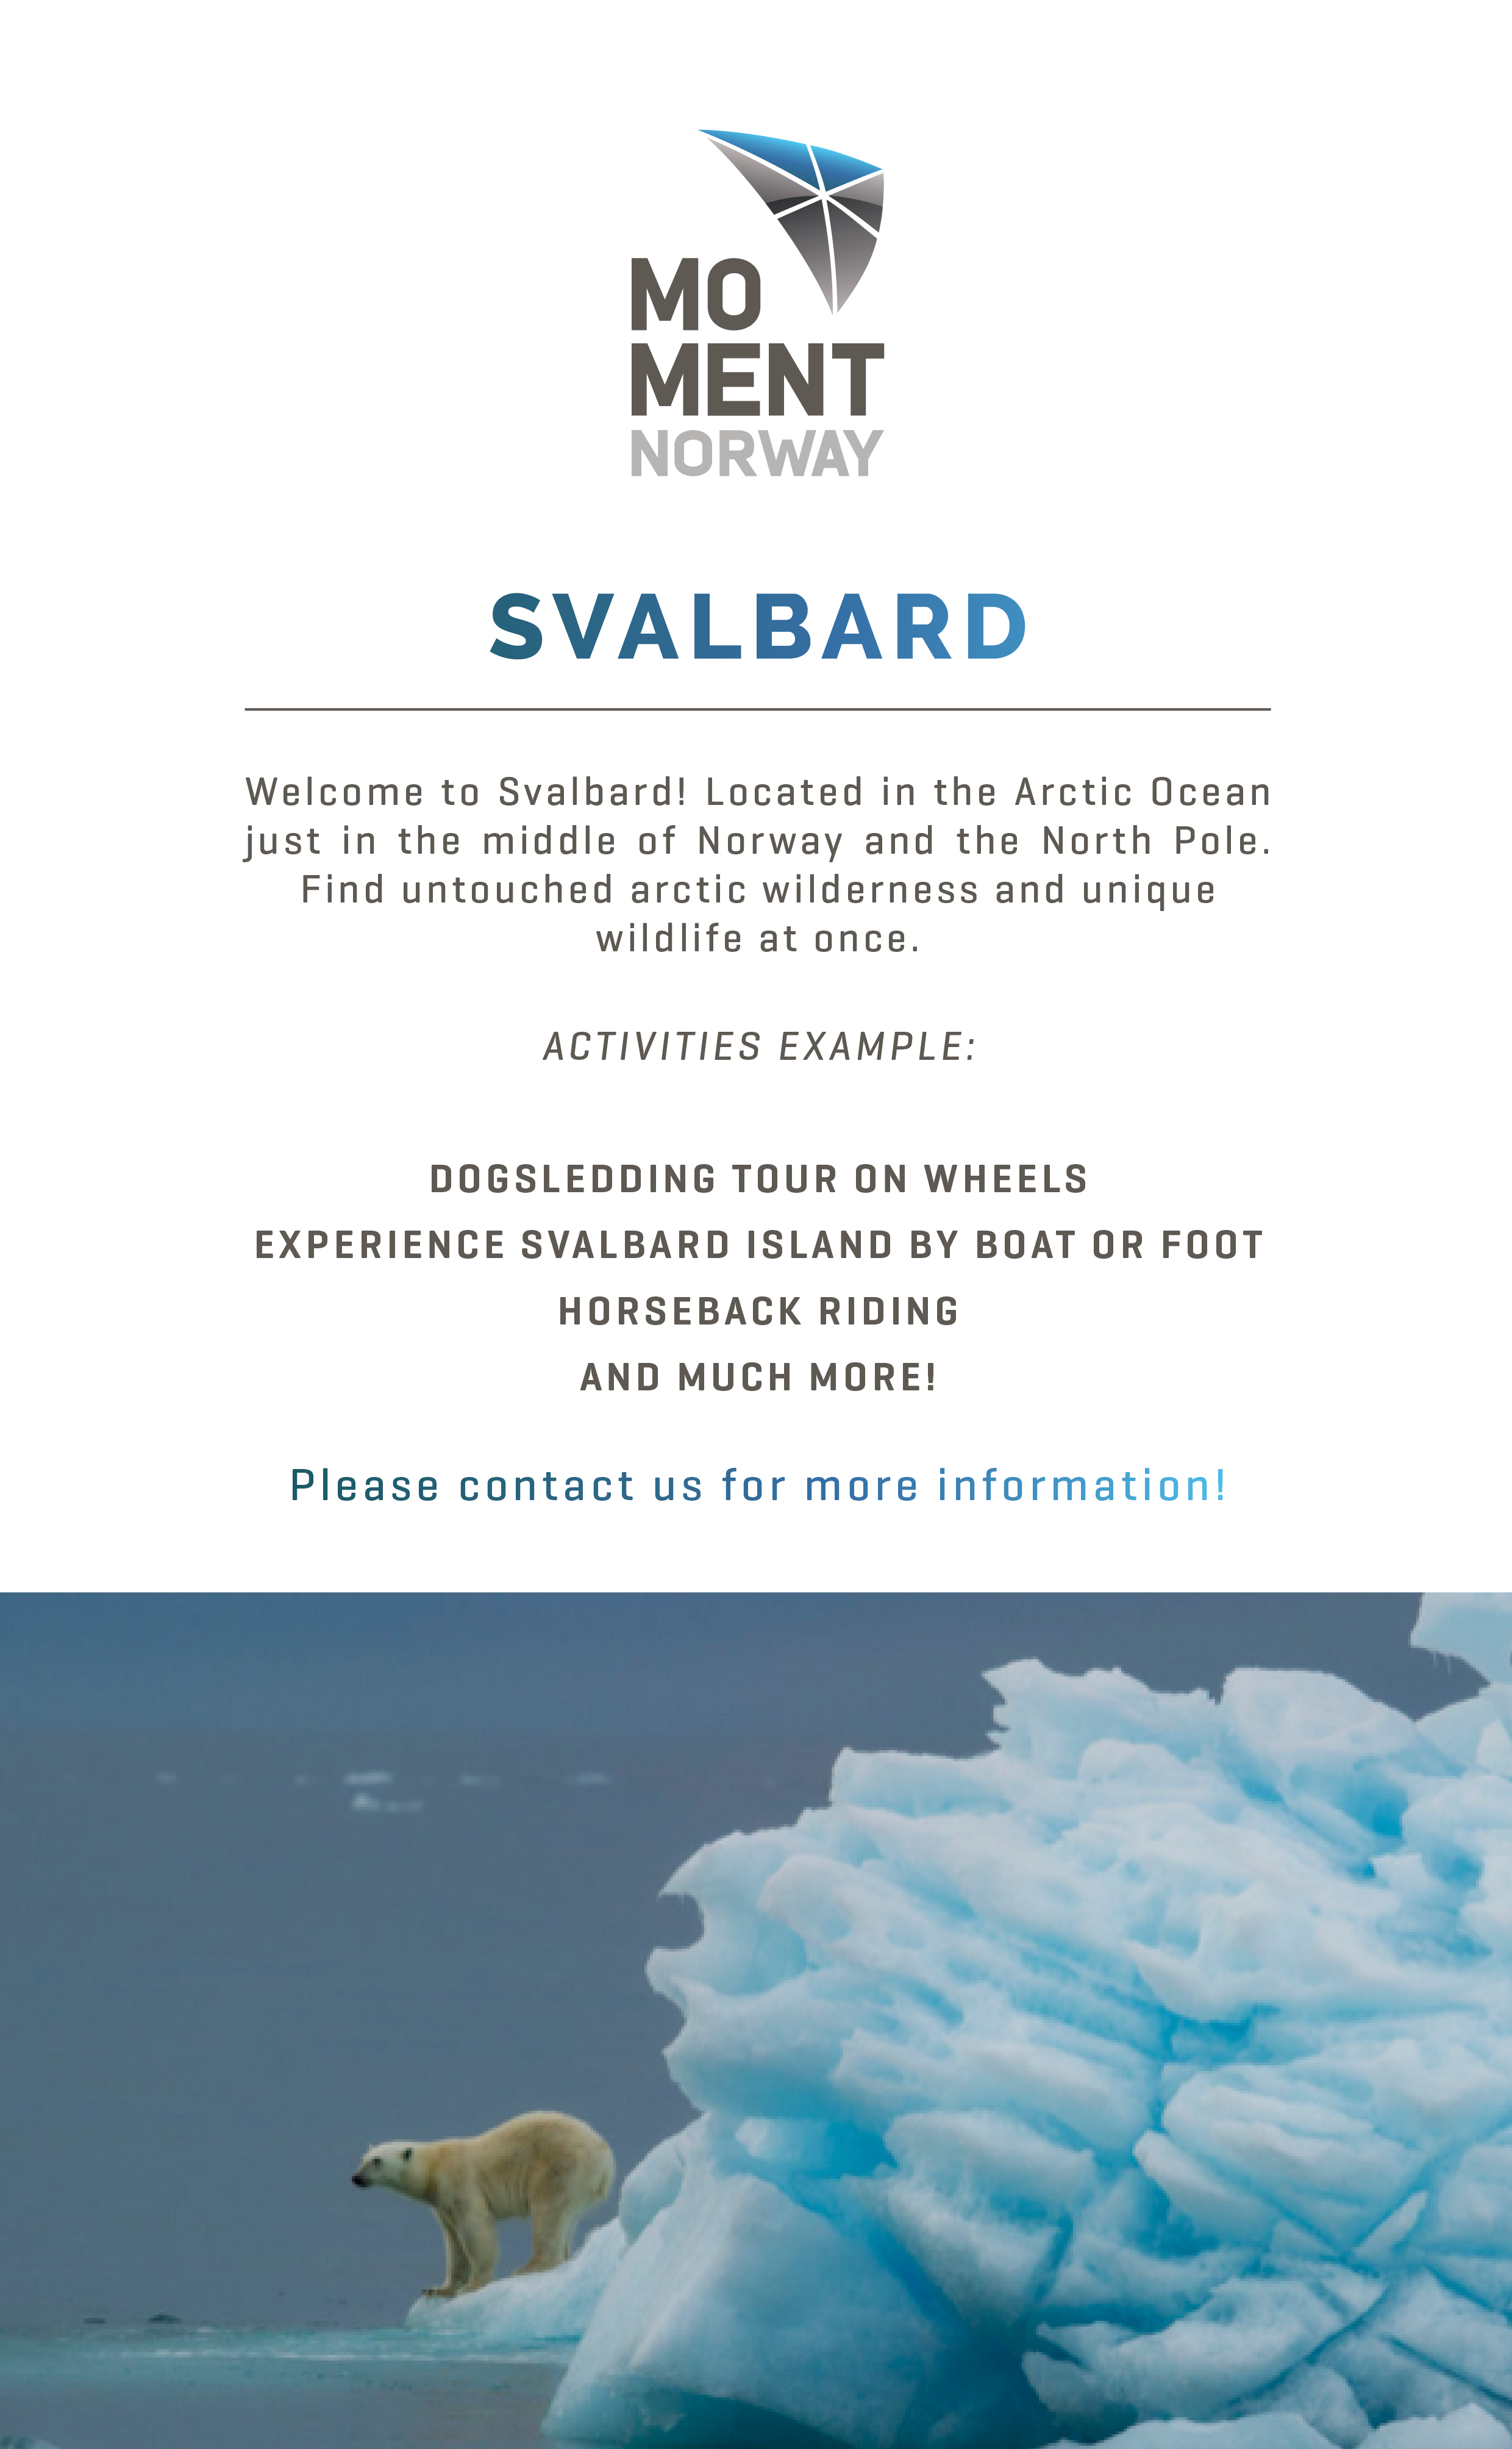 MO
MENT
NORWAY
SVALBARD
Welcome to Svalbard! Located in the Arctic Ocean
just in the middle of Norway and the North Pole.
Find untouched arctic wilderness and unique
wildlife at once.
ACTIVITIES EXAMPLE:
DOGSLEDDING TOUR ON WHEELS
EXPERIENCE SVALBARD ISLAND BY BOAT OR FOOT
HORSEBACK RIDING
AND MUCH MORE!
Please contact us for more information!